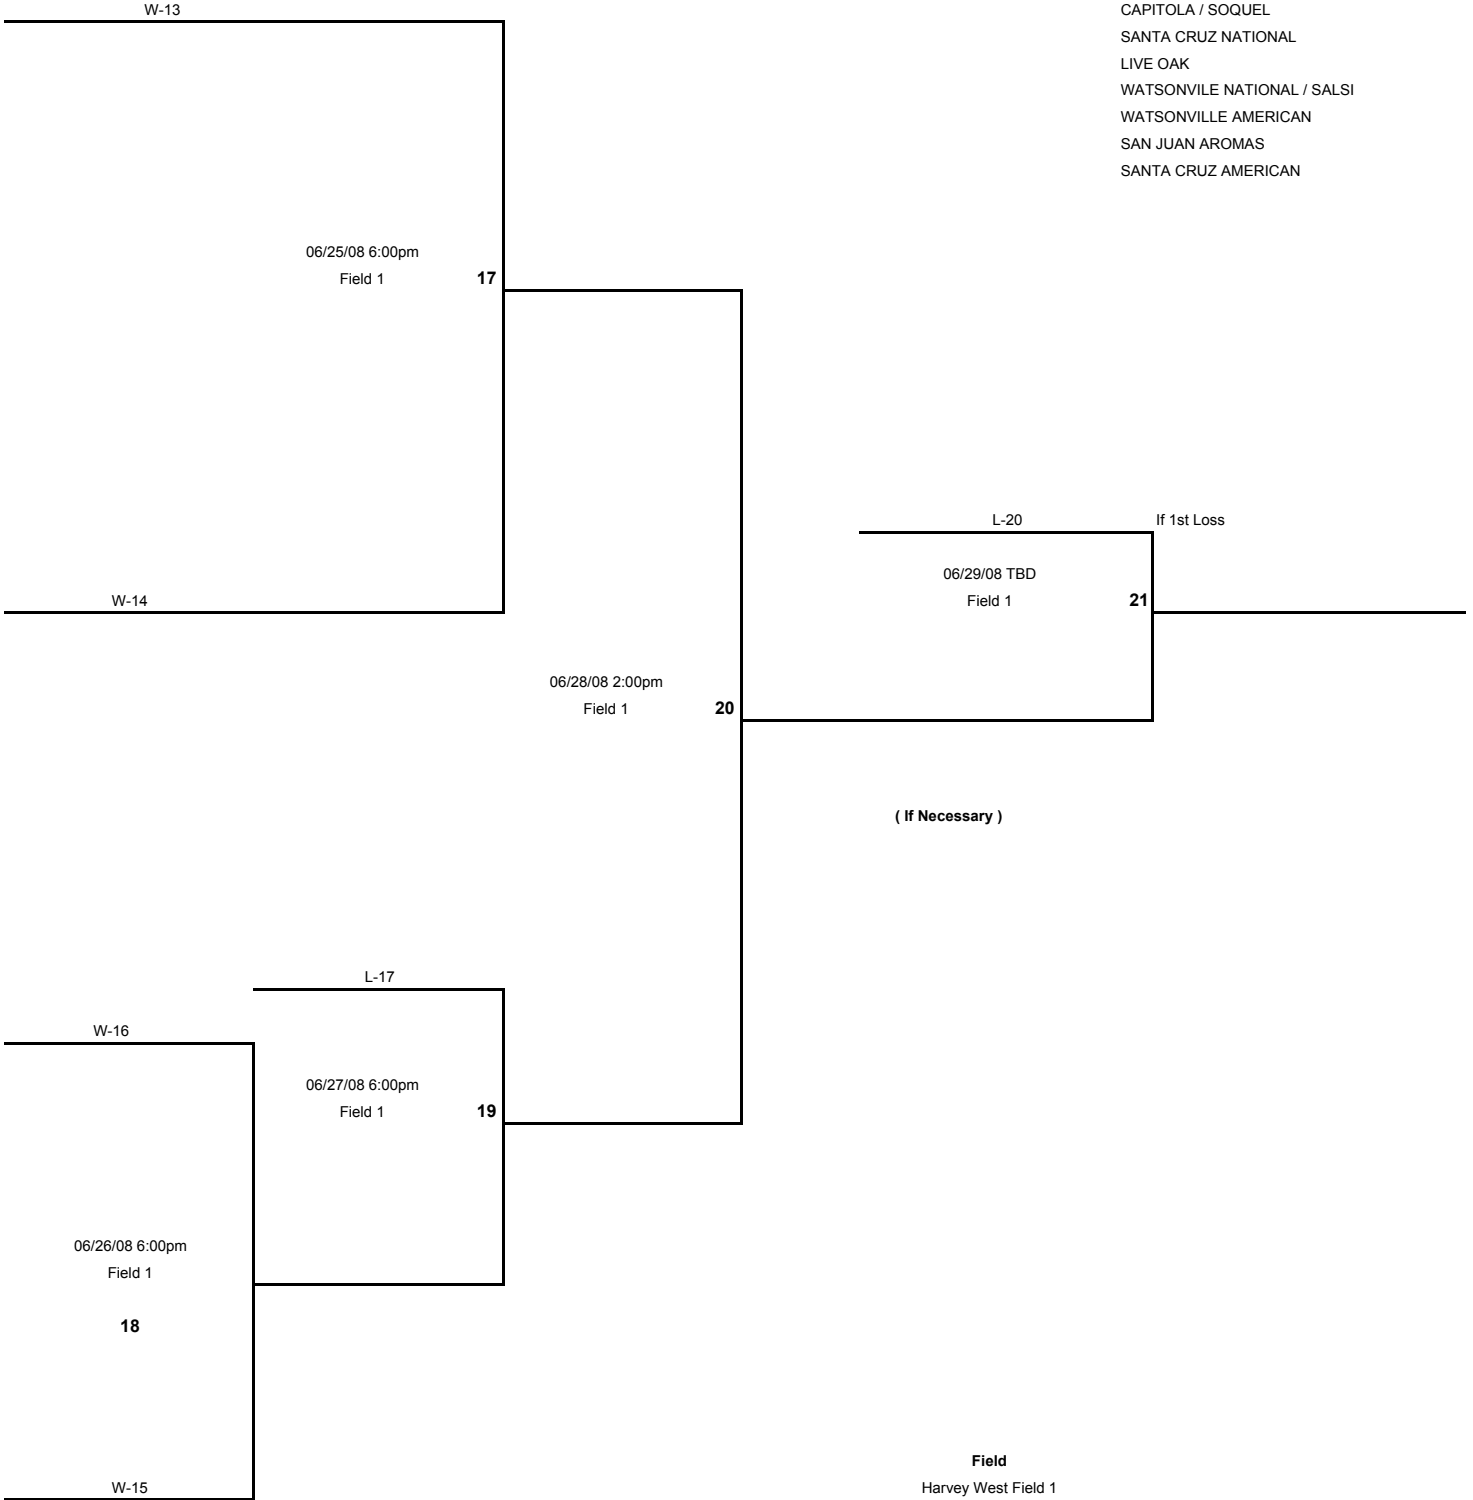 W-13
CAPITOLA / SOQUEL
SANTA CRUZ NATIONAL
LIVE OAK
WATSONVILE NATIONAL / SALSI
WATSONVILLE AMERICAN
SAN JUAN AROMAS
SANTA CRUZ AMERICAN
06/25/08 6:00pm
Field 1 17
L-20 If 1st Loss
06/29/08 TBD
W-14
Field 1 21
06/28/08 2:00pm
Field 1 20
( If Necessary )
L-17
W-16
06/27/08 6:00pm
Field 1 19
06/26/08 6:00pm
Field 1
18
Field
W-15
Harvey West Field 1